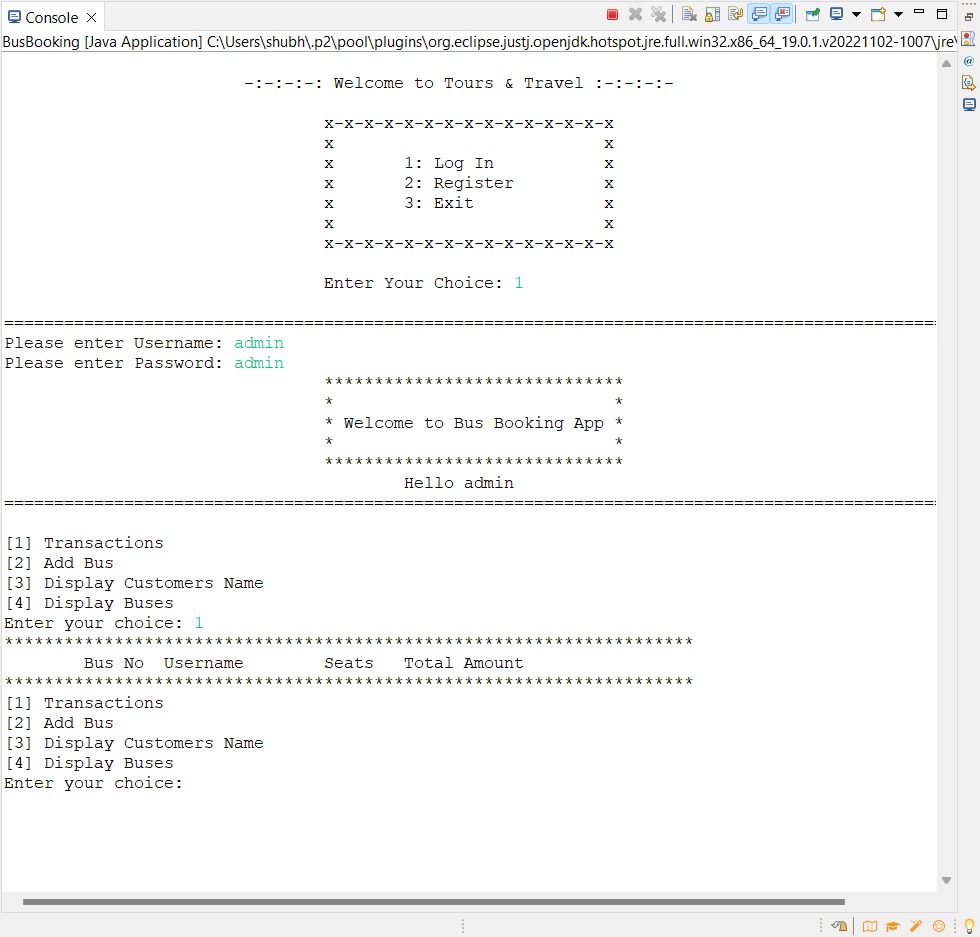 Console
BusBooking [Java Application] C:\Users\shubh\.p2\pool\plugins\org.eclipse.justj.openjdk.hotspot.jre.full.win32.x86_64_19.0.1.v20221102-1007\jre\
-:-:-:-: Welcome to Tours & Travel :-:-:-:-
x-x-x-x-x-x-x-x-x-x-x-x-x-x-x
x x
x 1: Log In x
x 2: Register x
x 3: Exit x
x x
x-x-x-x-x-x-x-x-x-x-x-x-x-x-x
Enter Your Choice: 1
=============================================================================================
Please enter Username: admin
Please enter Password: admin
******************************
* *
* Welcome to Bus Booking App *
* *
******************************
Hello admin
=============================================================================================
[1] Transactions
[2] Add Bus
[3] Display Customers Name
[4] Display Buses
Enter your choice: 1
*********************************************************************
Bus No Username Seats Total Amount
*********************************************************************
[1] Transactions
[2] Add Bus
[3] Display Customers Name
[4] Display Buses
Enter your choice: